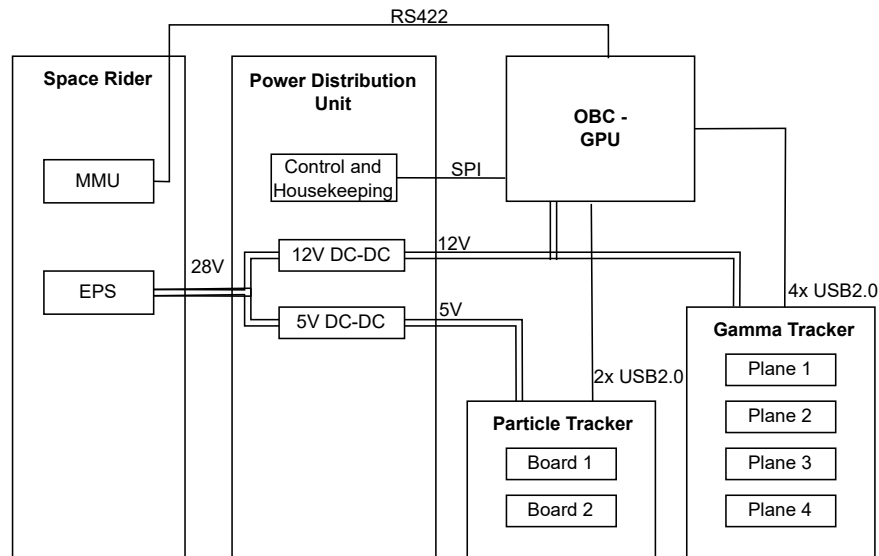 RS422
Space Rider
MMU
EPS
28V
Power Distribution
Unit
Control and
Housekeeping
12V DC-DC
5V DC-DC
SPI
12V
5V
OBC -
GPU
2x USB2.0
4x USB2.0
Particle Tracker
Board 1
Board 2
Gamma Tracker
Plane 1
Plane 2
Plane 3
Plane 4